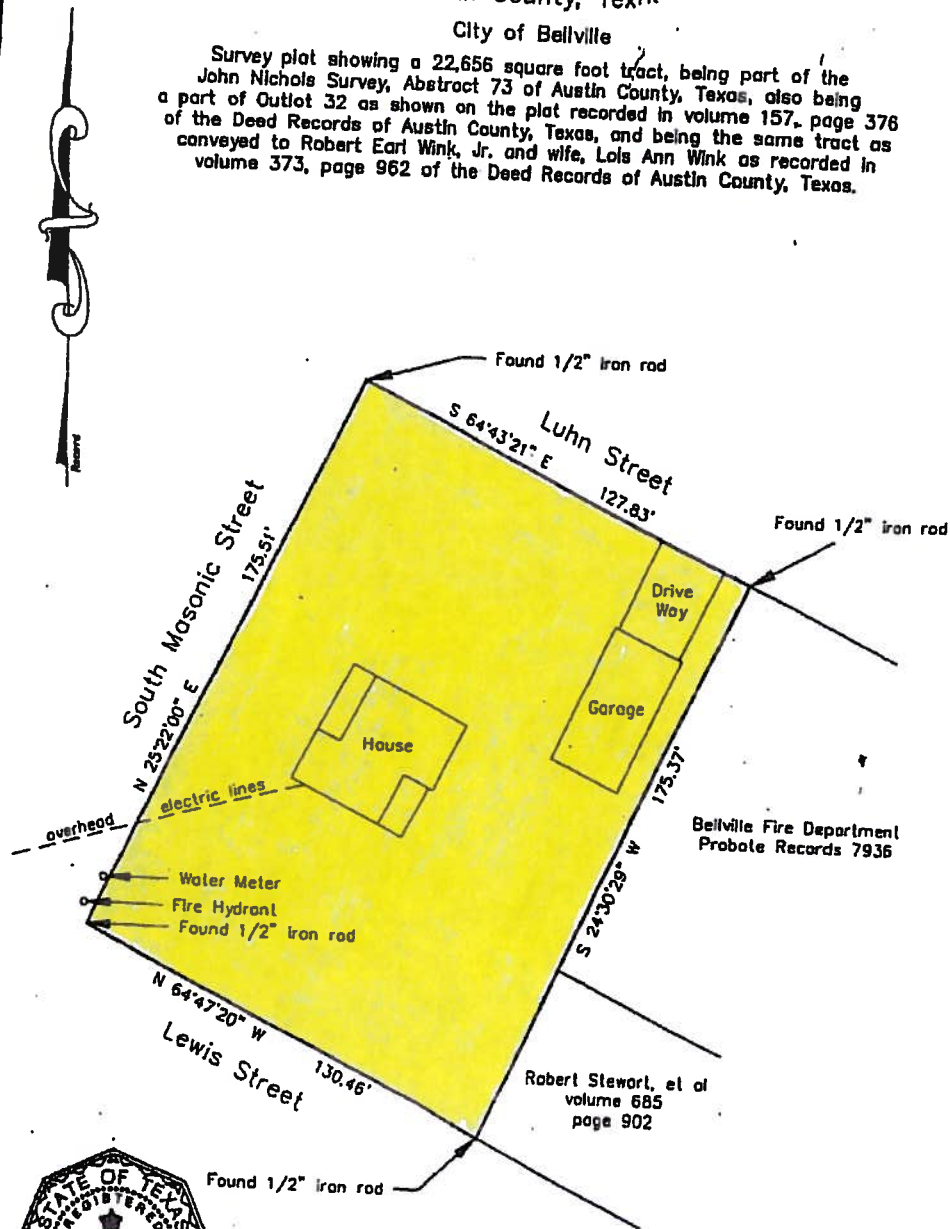 County,
City of Bellville
Survey plat showing a 22,656 square foot tract, being part of the
John Nichols Survey, Abstract 73 of Austin County, Texas, also being
a part of Outlot 32 as shown on the plat recorded in volume 157, page 376
of the Deed Records of Austin County, Texas, and being the same tract as
conveyed to Robert Earl Wink, Jr. and wife, Lois Ann Wink as recorded in
volume 373, page 962 of the Deed Records of Austin County, Texas.
Record
Found 1/2" iron rod
S 64°43'21" E
Luhn Street
127.83'
Found 1/2" iron rod
South Masonic Street
175.51'
N 25°22'00" E
Drive
Way
Garage
House
175.37'
S 24°30'29" W
overhead electric lines
Bellville Fire Department
Probate Records 7936
Water Meter
Fire Hydrant
Found 1/2" iron rod
N 64°47'20" W
Lewis Street
130.46'
Robert Stewart, et al
volume 685
page 902
Found 1/2" iron rod
STATE OF TEXA
REGISTERED